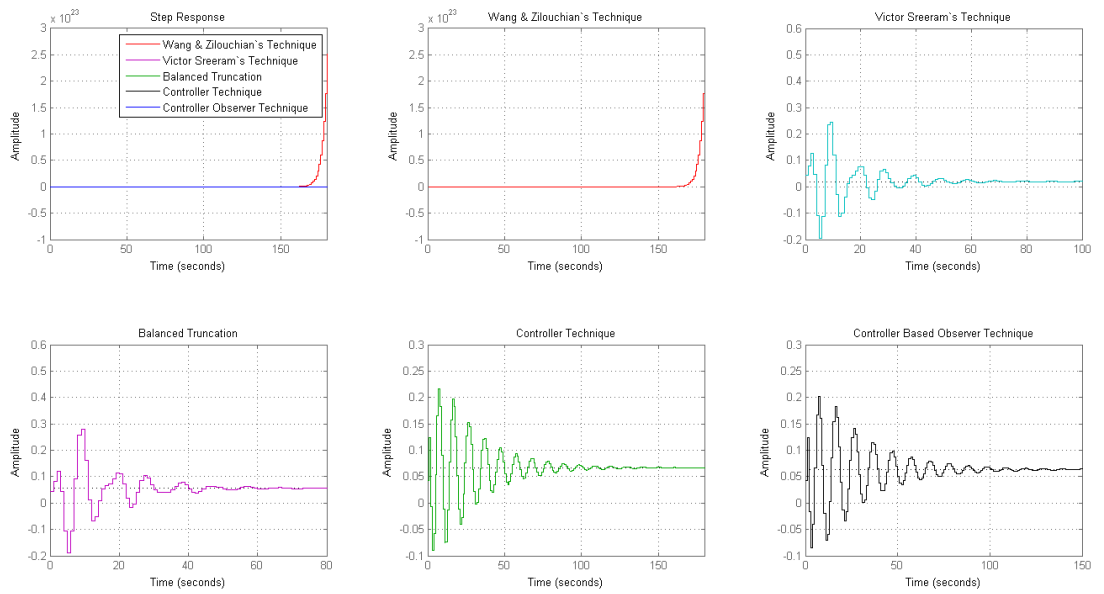 Step Response
x 10^23
3
2.5
2
1.5
1
0.5
0
-0.5
-1
Amplitude
Wang & Zilouchian`s Technique
Victor Sreeram`s Technique
Balanced Truncation
Controller Technique
Controller Observer Technique
0 50 100 150
Time (seconds)
Wang & Zilouchian`s Technique
x 10^23
3
2.5
2
1.5
1
0.5
0
-0.5
-1
Amplitude
0 50 100 150
Time (seconds)
Victor Sreeram`s Technique
0.6
0.5
0.4
0.3
0.2
0.1
0
-0.1
-0.2
Amplitude
0 20 40 60 80 100
Time (seconds)
Balanced Truncation
0.6
0.5
0.4
0.3
0.2
0.1
0
-0.1
-0.2
Amplitude
0 20 40 60 80
Time (seconds)
Controller Technique
0.3
0.25
0.2
0.15
0.1
0.05
0
-0.05
-0.1
Amplitude
0 50 100 150
Time (seconds)
Controller Based Observer Technique
0.3
0.25
0.2
0.15
0.1
0.05
0
-0.05
-0.1
Amplitude
0 50 100 150
Time (seconds)